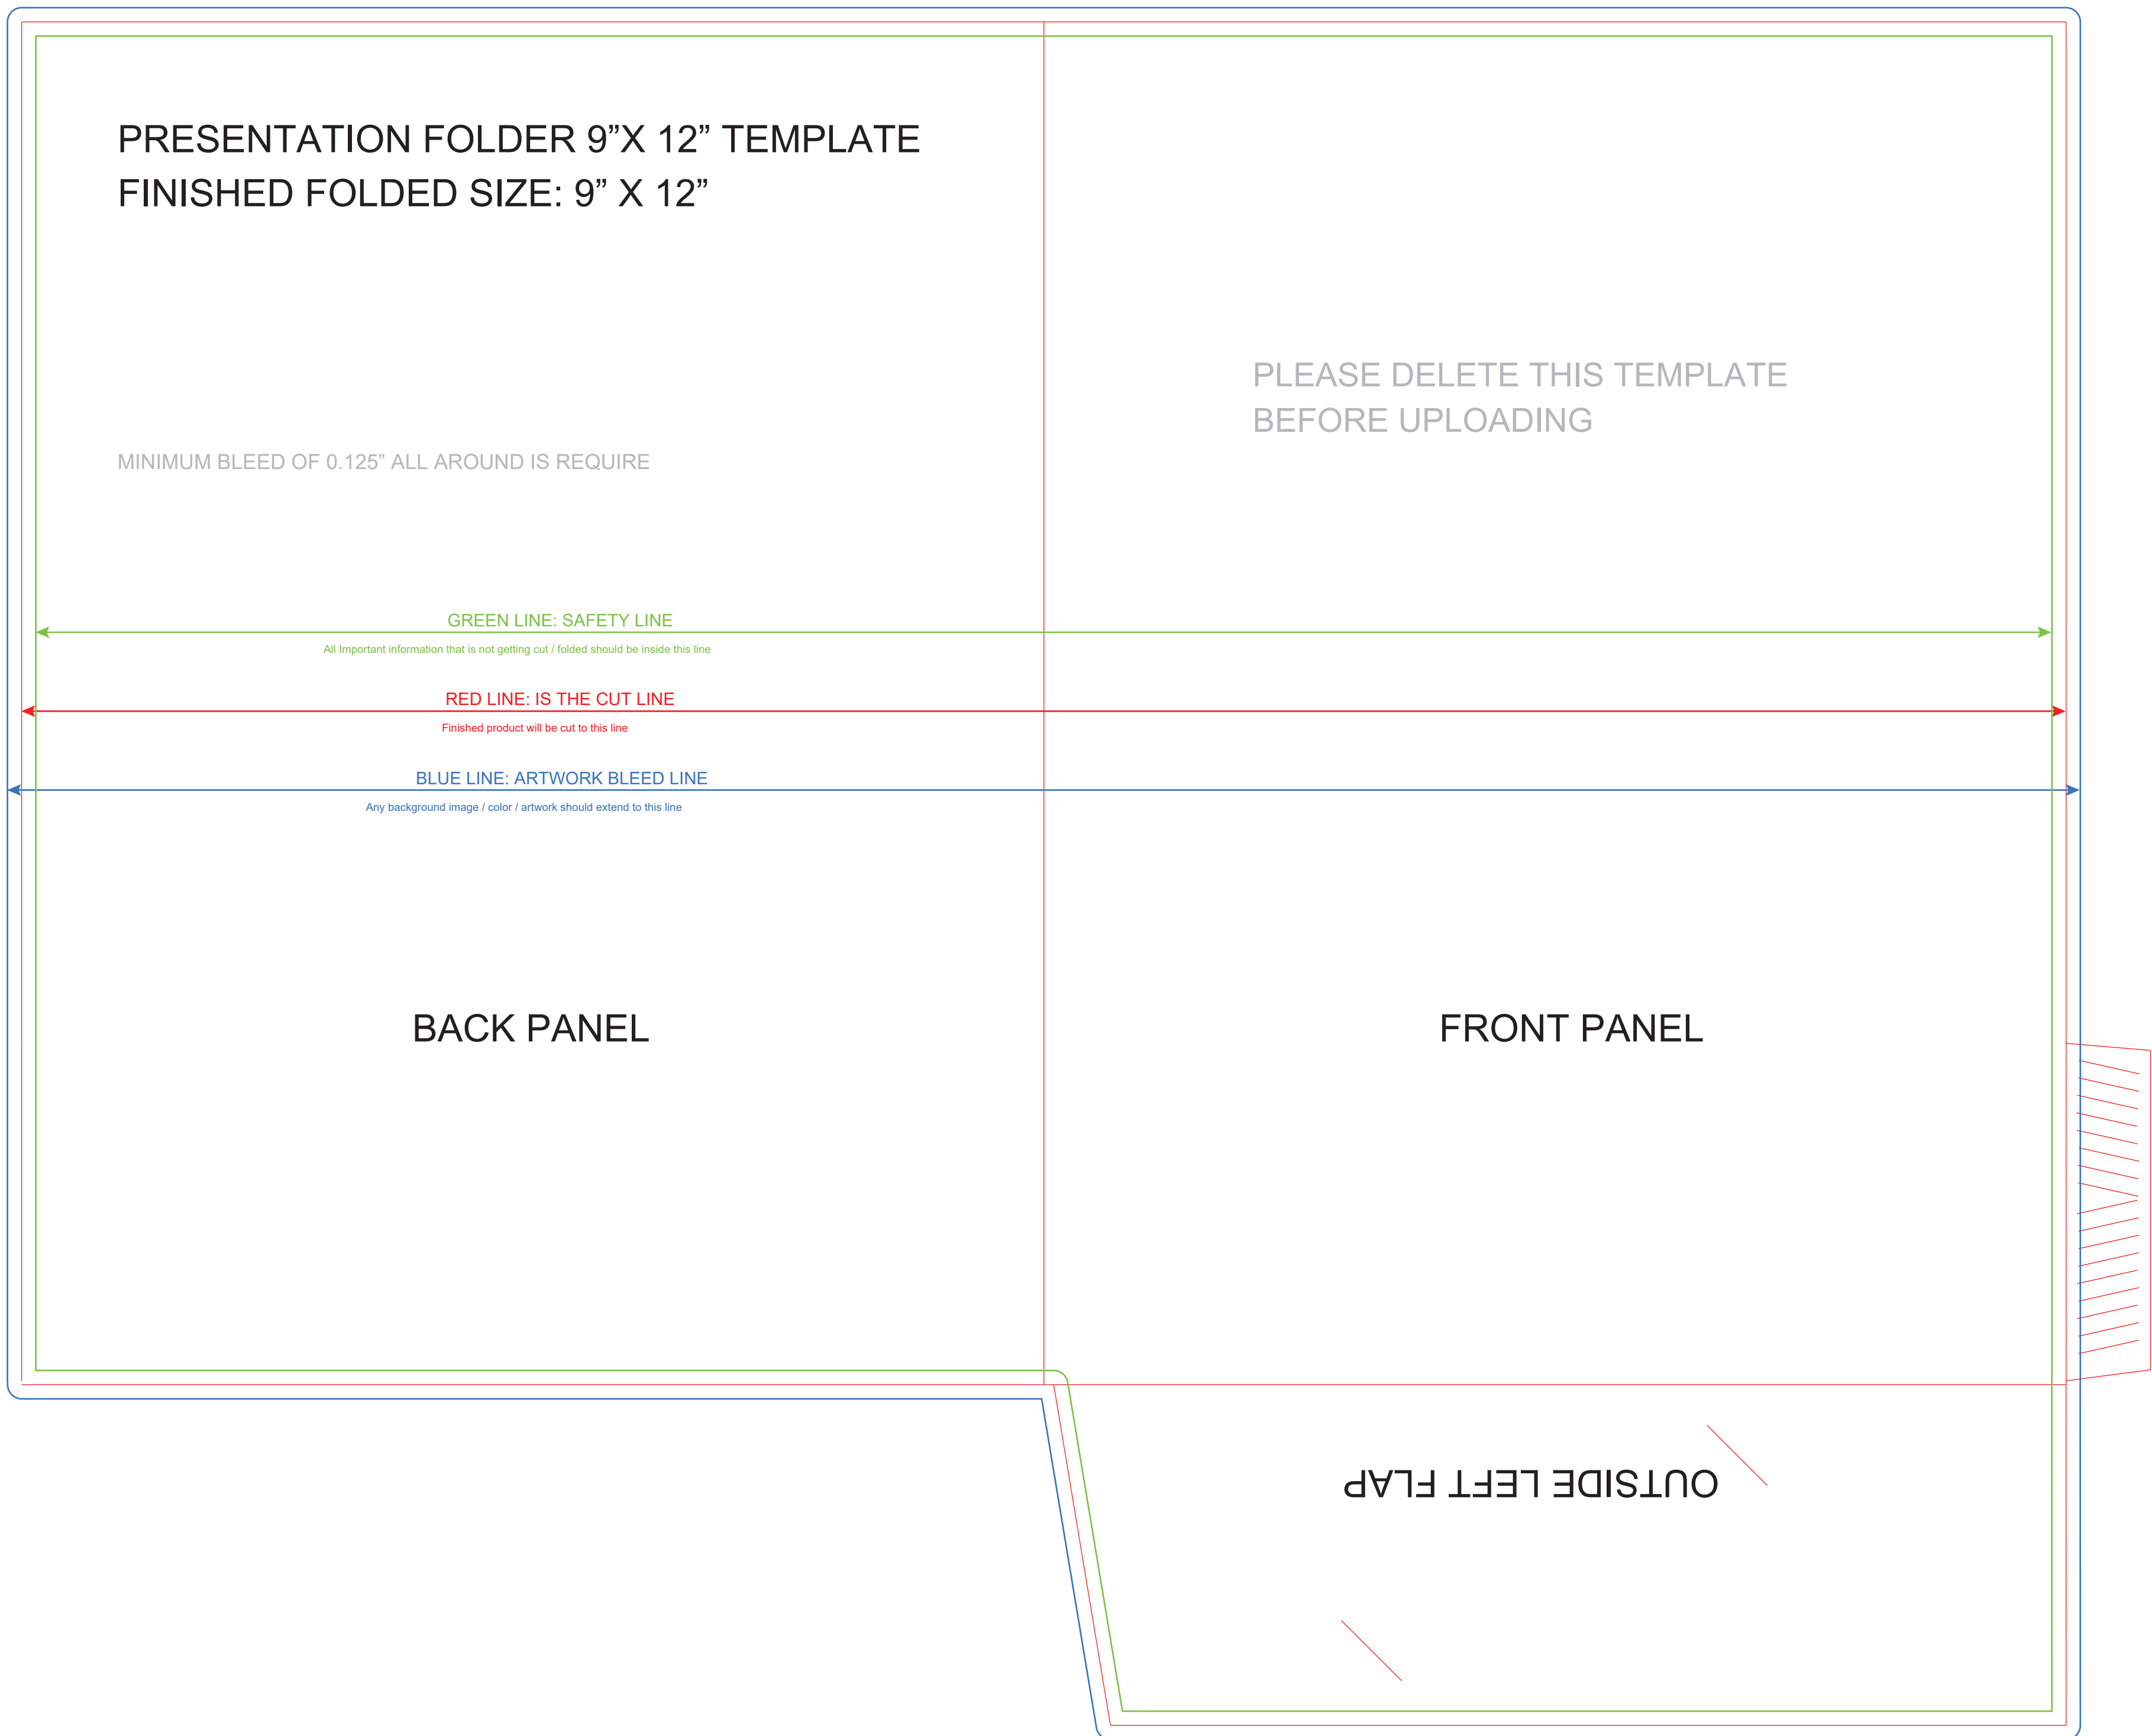 PRESENTATION FOLDER 9”X 12” TEMPLATE
FINISHED FOLDED SIZE: 9” X 12”
PLEASE DELETE THIS TEMPLATE
BEFORE UPLOADING
MINIMUM BLEED OF 0.125” ALL AROUND IS REQUIRE
GREEN LINE: SAFETY LINE
All Important information that is not getting cut / folded should be inside this line
RED LINE: IS THE CUT LINE
Finished product will be cut to this line
BLUE LINE: ARTWORK BLEED LINE
Any background image / color / artwork should extend to this line
BACK PANEL
FRONT PANEL
OUTSIDE LEFT FLAP